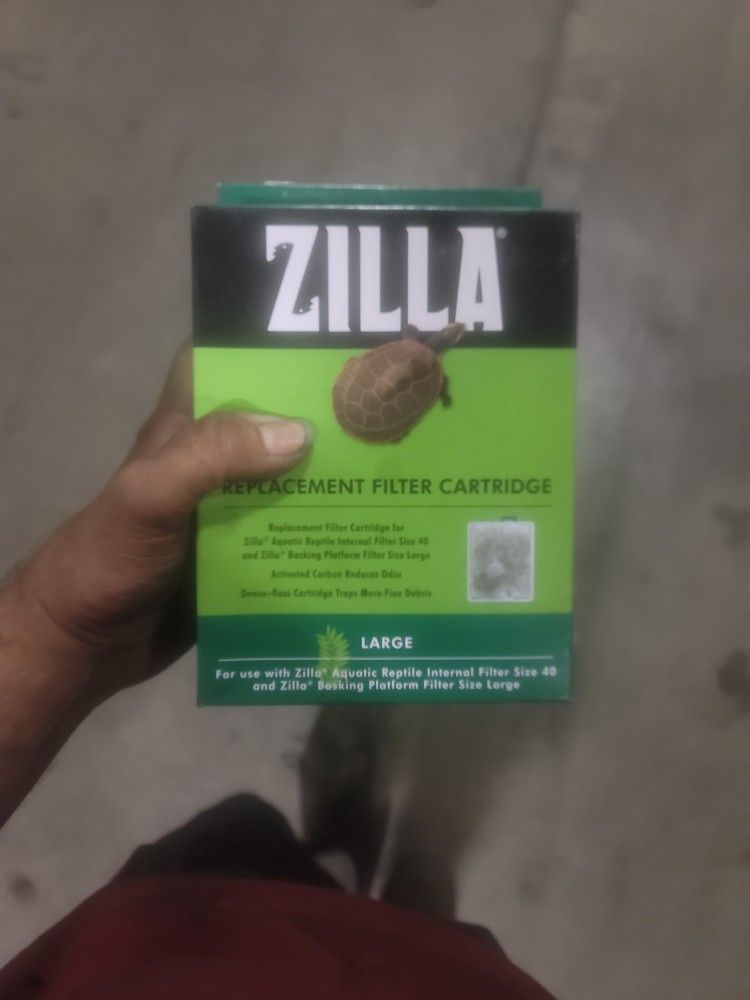 ZILLA®
REPLACEMENT FILTER CARTRIDGE
Replacement Filter Cartridge for
Zilla® Aquatic Reptile Internal Filter Size 40
and Zilla® Basking Platform Filter Size Large
Activated Carbon Reduces Odor
Dense-floss Cartridge Traps More Fine Debris
LARGE
For use with Zilla® Aquatic Reptile Internal Filter Size 40
and Zilla® Basking Platform Filter Size Large